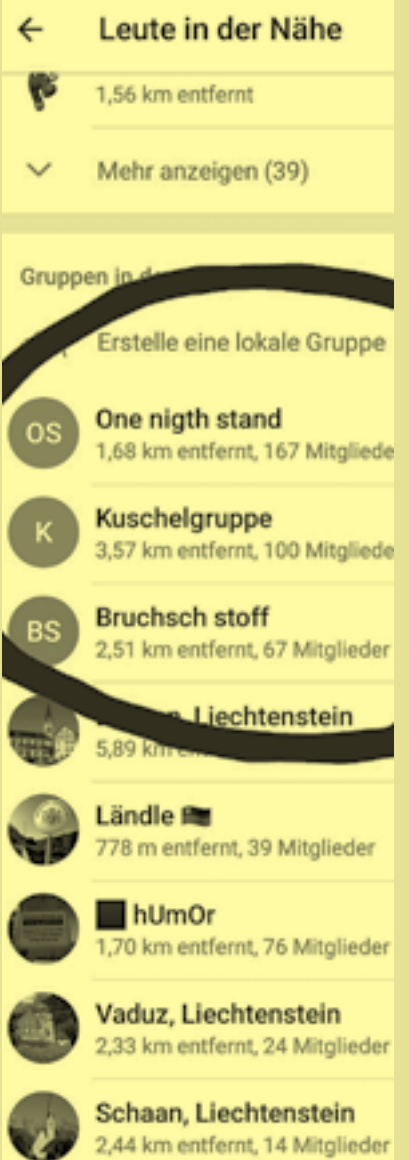 Leute in der Nähe
1,56 km entfernt
Mehr anzeigen (39)
Gruppen in
Erstelle eine lokale Gruppe
OS
One nigth stand
1,68 km entfernt, 167 Mitgliede
K
Kuschelgruppe
3,57 km entfernt, 100 Mitgliede
BS
Bruchsch stoff
2,51 km entfernt, 67 Mitglieder
Liechtenstein
5,89 km
Ländle
778 m entfernt, 39 Mitglieder
hUmOr
1,70 km entfernt, 76 Mitglieder
Vaduz, Liechtenstein
2,33 km entfernt, 24 Mitglieder
Schaan, Liechtenstein
2,44 km entfernt, 14 Mitglieder